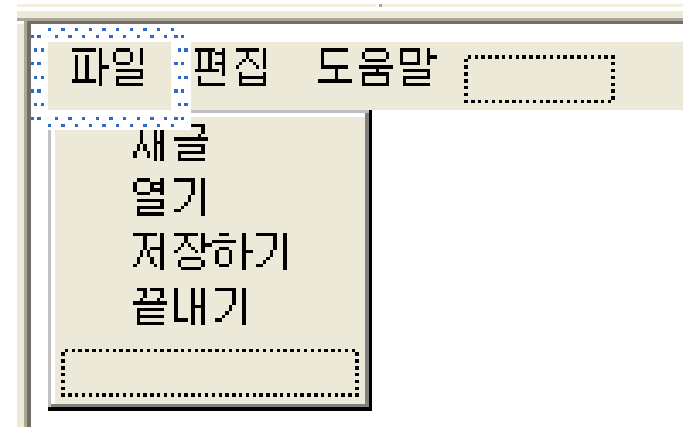 파일 편집 도움말
새글
열기
저장하기
끝내기